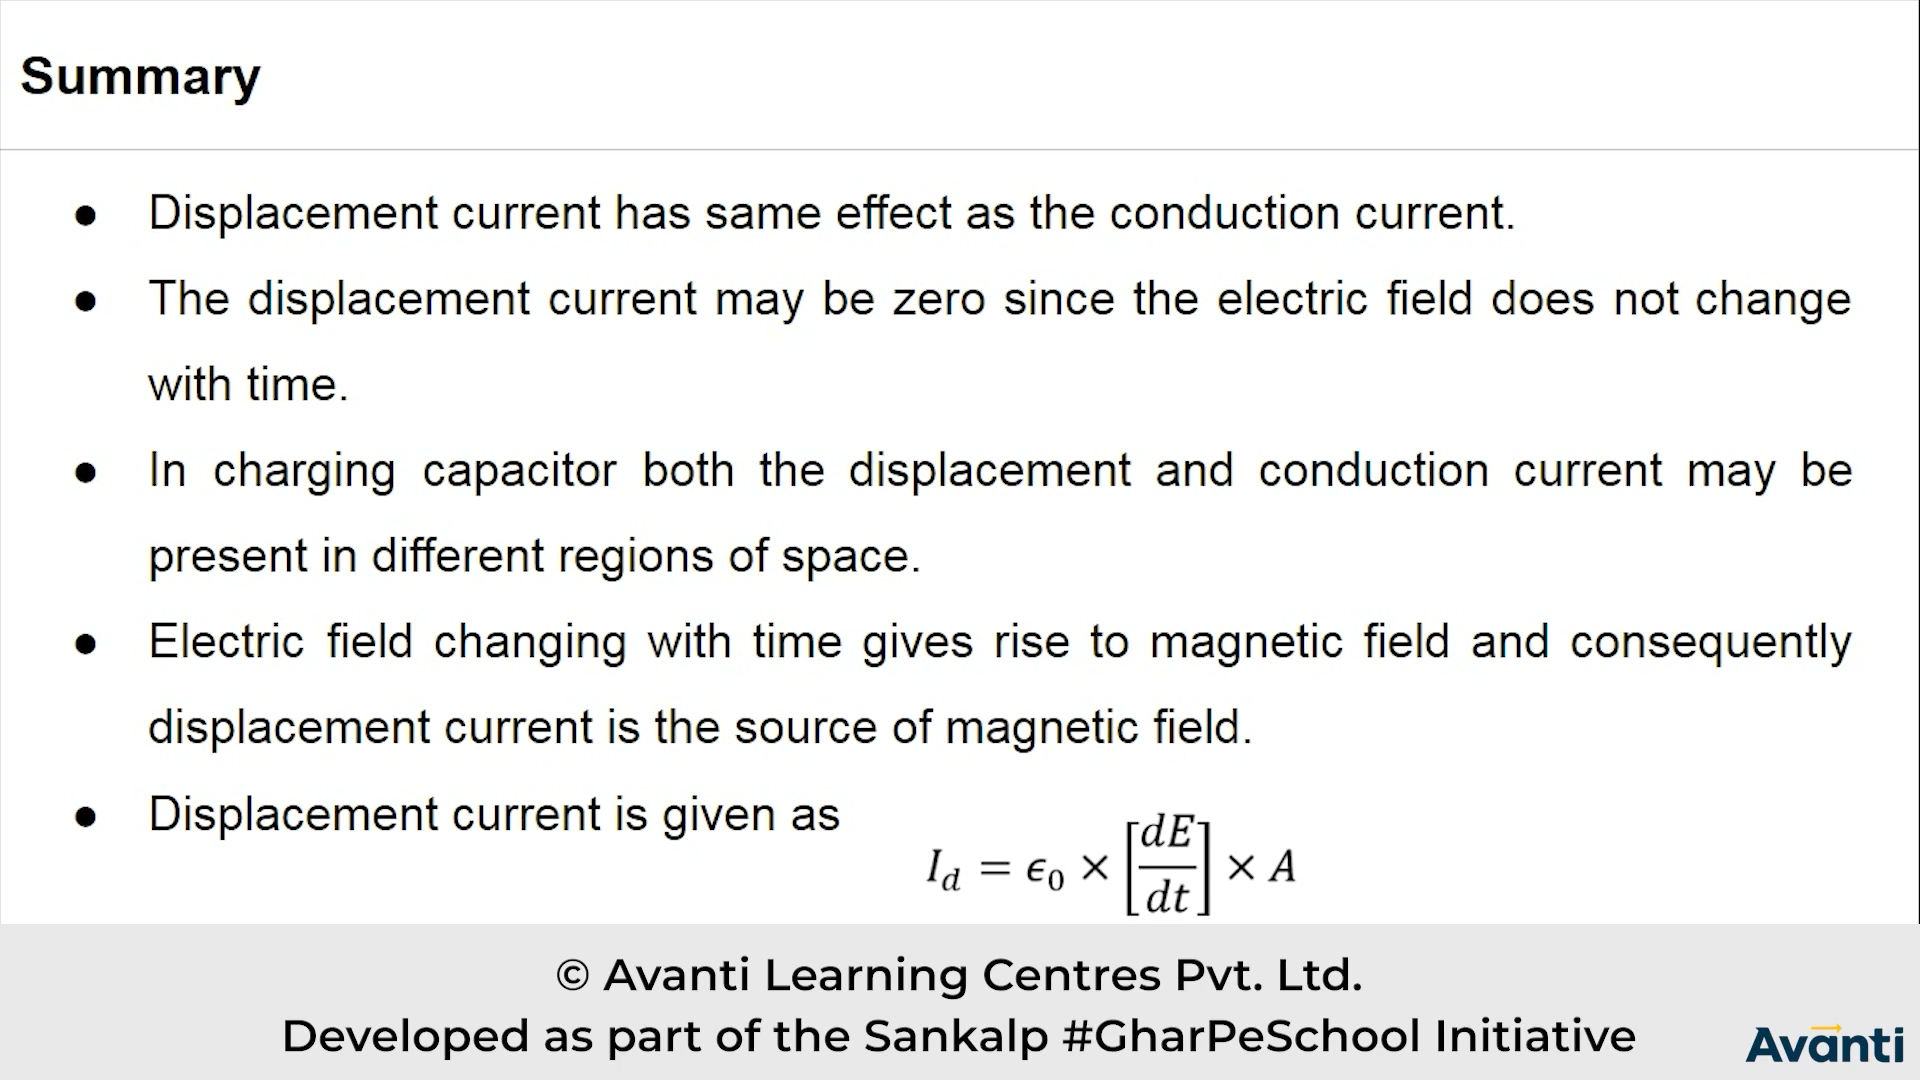 Summary
● Displacement current has same effect as the conduction current.
● The displacement current may be zero since the electric field does not change
with time.
● In charging capacitor both the displacement and conduction current may be
present in different regions of space.
● Electric field changing with time gives rise to magnetic field and consequently
displacement current is the source of magnetic field.
● Displacement current is given as
I_d = ϵ₀ × [dE/dt] × A
© Avanti Learning Centres Pvt. Ltd.
Developed as part of the Sankalp #GharPeSchool Initiative
Avanti